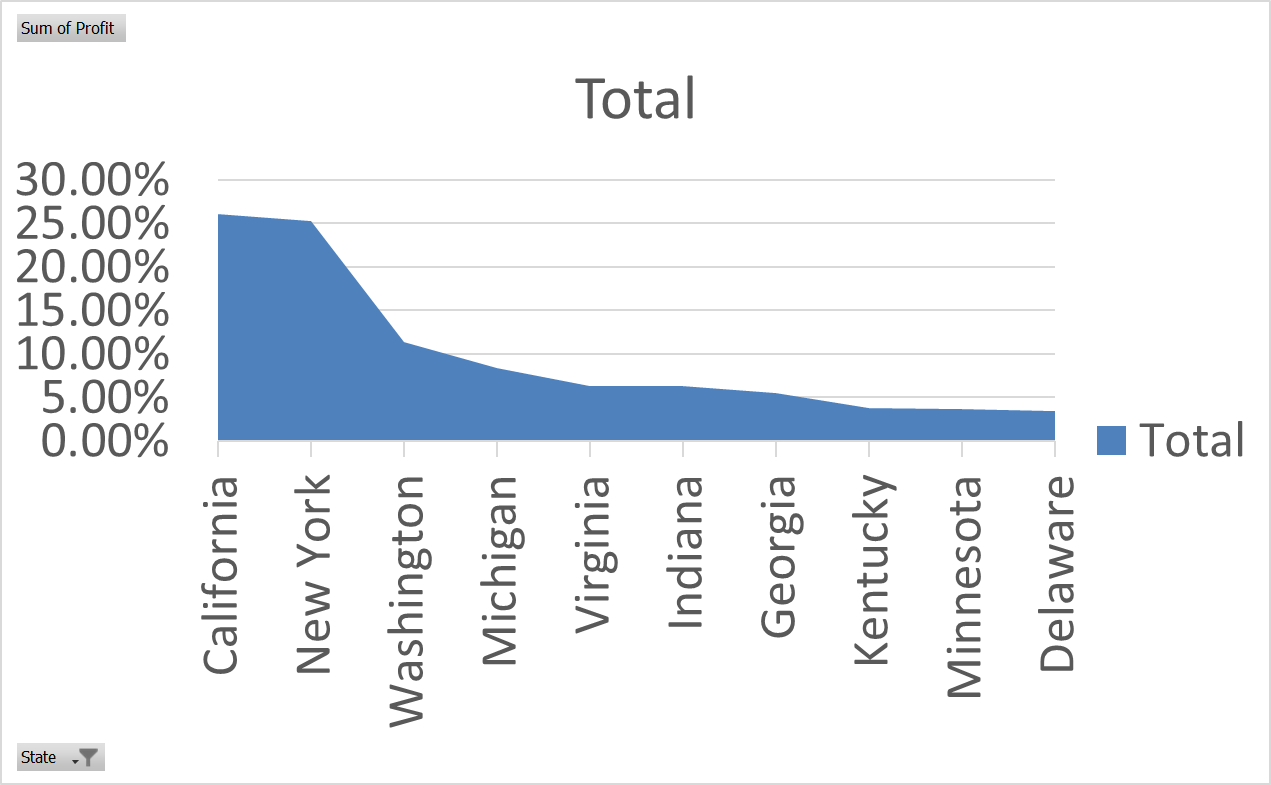 Sum of Profit
Total
30.00%
25.00%
20.00%
15.00%
10.00%
5.00%
0.00%
Total
California
New York
Washington
Michigan
Virginia
Indiana
Georgia
Kentucky
Minnesota
Delaware
State